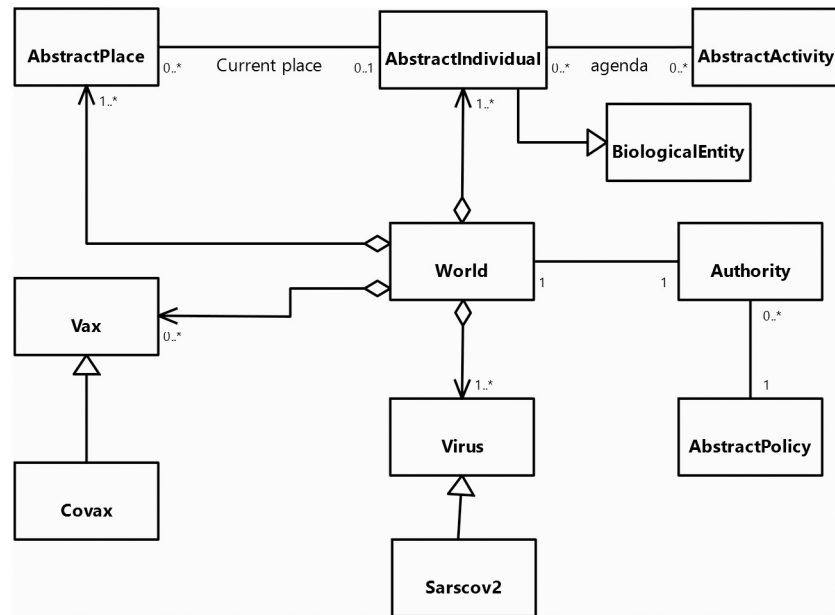 AbstractPlace
0..*
Current place
0..1
AbstractIndividual
0..*
agenda
0..*
AbstractActivity
1..*
1..*
BiologicalEntity
World
1
1
Authority
Vax
0..*
0..*
1..*
1
Virus
AbstractPolicy
Covax
Sarscov2